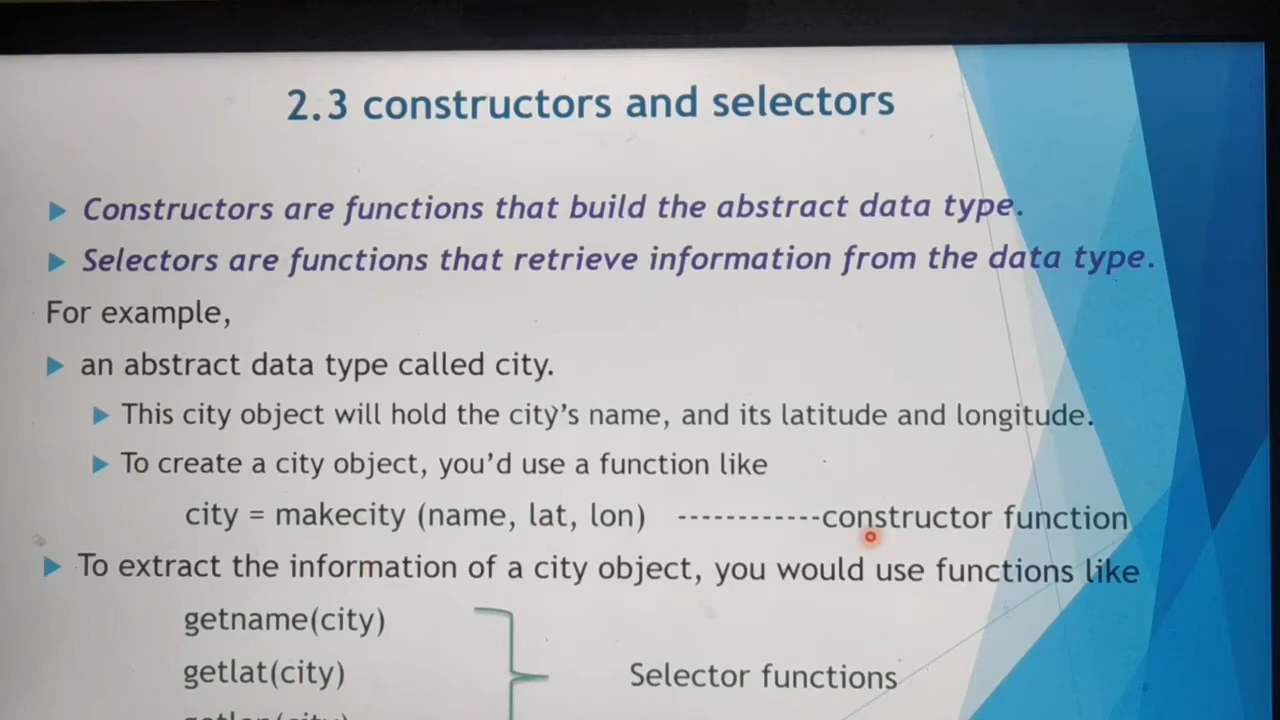 2.3 constructors and selectors
Constructors are functions that build the abstract data type.
Selectors are functions that retrieve information from the data type.
For example,
an abstract data type called city.
This city object will hold the city’s name, and its latitude and longitude.
To create a city object, you’d use a function like
city = makecity (name, lat, lon) ------------constructor function
To extract the information of a city object, you would use functions like
getname(city)
getlat(city) Selector functions